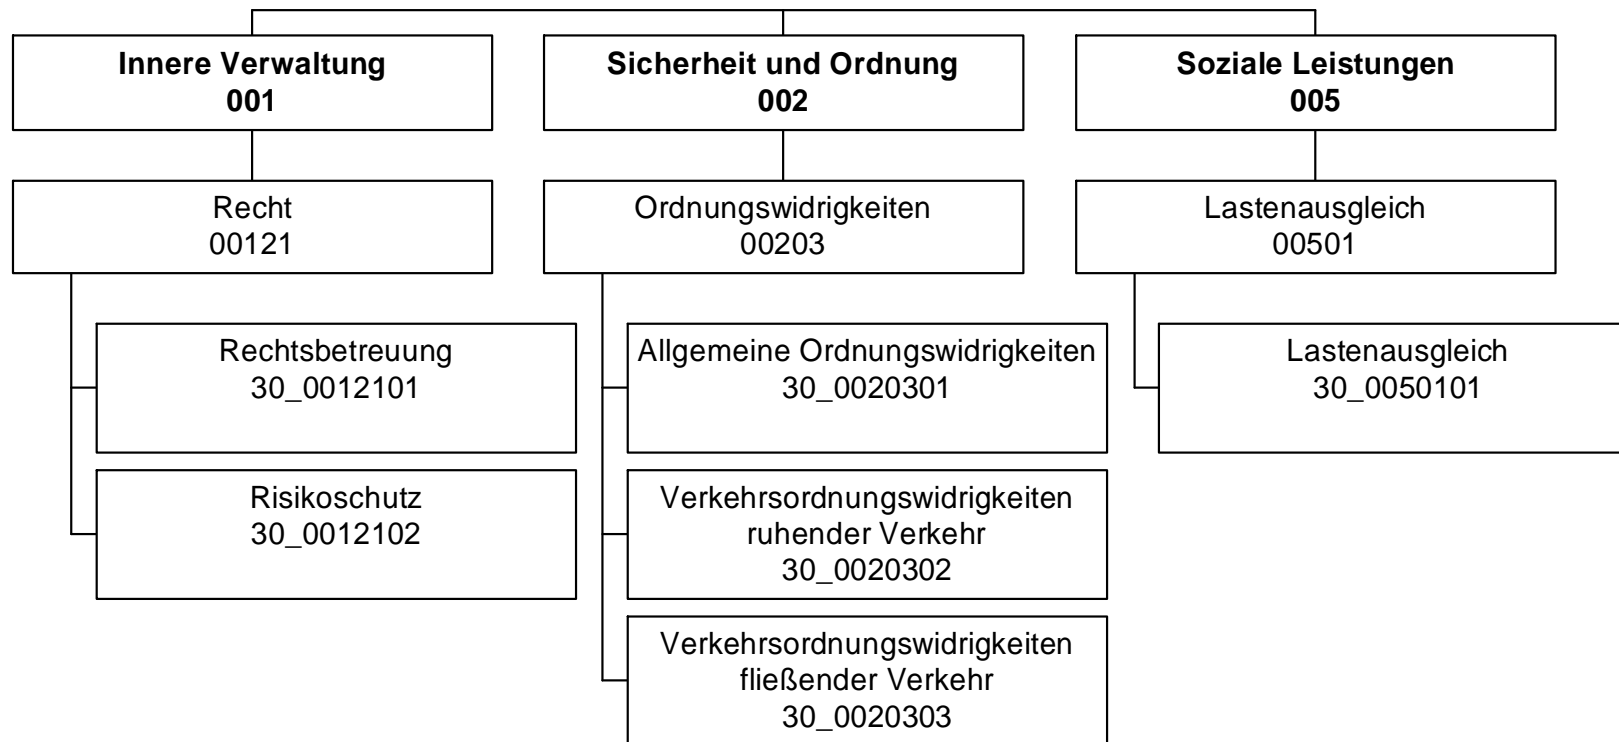 Innere Verwaltung
001
Sicherheit und Ordnung
002
Soziale Leistungen
005
Recht
00121
Ordnungswidrigkeiten
00203
Lastenausgleich
00501
Rechtsbetreuung
30_0012101
Allgemeine Ordnungswidrigkeiten
30_0020301
Lastenausgleich
30_0050101
Risikoschutz
30_0012102
Verkehrsordnungswidrigkeiten
ruhender Verkehr
30_0020302
Verkehrsordnungswidrigkeiten
fließender Verkehr
30_0020303